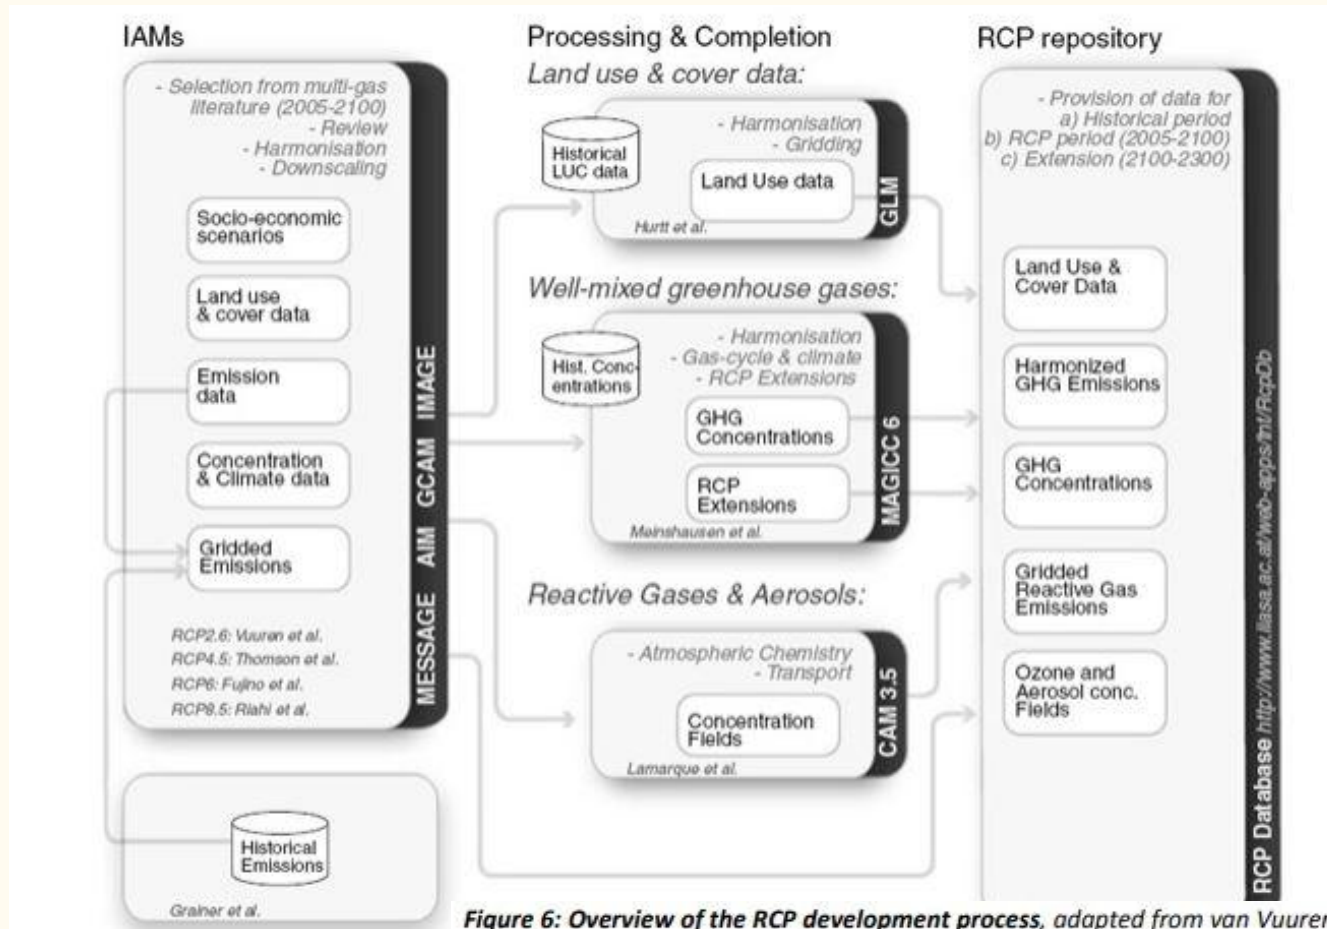 IAMs
- Selection from multi-gas
literature (2005-2100)
- Review
- Harmonisation
- Downscaling
Socio-economic
scenarios
Land use
& cover data
Emission
data
Concentration
& Climate data
Gridded
Emissions
RCP2.6: Vuuren et al.
RCP4.5: Thomson et al.
RCP6: Fujino et al.
RCP8.5: Riahi et al.
MESSAGE AIM GCAM IMAGE
Historical
Emissions
Grainer et al.
Processing & Completion
Land use & cover data:
- Harmonisation
- Gridding
Historical
LUC data
Land Use data
Hurtt et al.
GLM
Well-mixed greenhouse gases:
- Harmonisation
- Gas-cycle & climate
- RCP Extensions
Hist. Conc-
entrations
GHG
Concentrations
RCP
Extensions
Meinshausen et al.
MAGICC 6
Reactive Gases & Aerosols:
- Atmospheric Chemistry
- Transport
Concentration
Fields
Lamarque et al.
CAM 3.5
RCP repository
- Provision of data for
a) Historical period
b) RCP period (2005-2100)
c) Extension (2100-2300)
Land Use &
Cover Data
Harmonized
GHG Emissions
GHG
Concentrations
Gridded
Reactive Gas
Emissions
Ozone and
Aerosol conc.
Fields
RCP Database http://www.iiasa.ac.at/web-apps/tnt/RcpDb
Figure 6: Overview of the RCP development process, adapted from van Vuuren